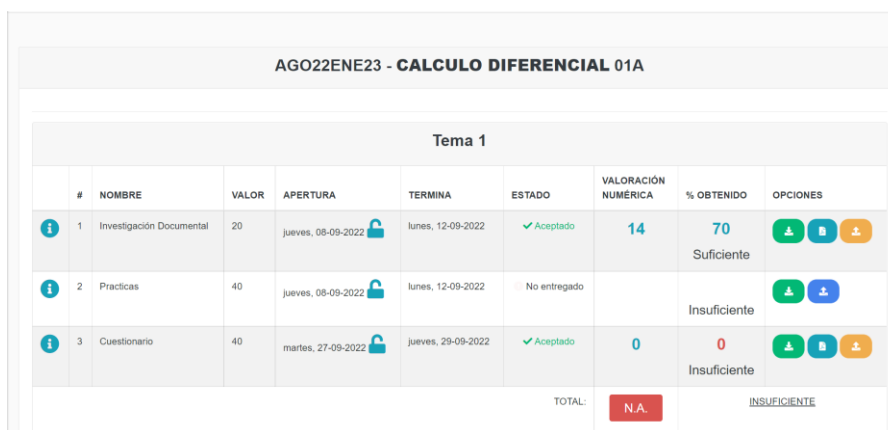 AGO22ENE23 - CALCULO DIFERENCIAL 01A
Tema 1
# NOMBRE VALOR APERTURA TERMINA ESTADO VALORACIÓN NUMÉRICA % OBTENIDO OPCIONES
1 Investigación Documental 20 jueves, 08-09-2022 lunes, 12-09-2022 Aceptado 14 70 Suficiente
2 Practicas 40 jueves, 08-09-2022 lunes, 12-09-2022 No entregado Insuficiente
3 Cuestionario 40 martes, 27-09-2022 jueves, 29-09-2022 Aceptado 0 0 Insuficiente
TOTAL: N.A. INSUFICIENTE